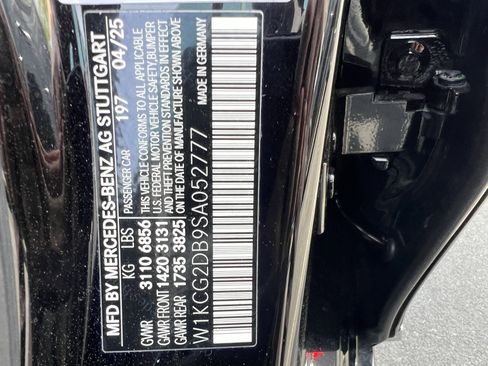 MFD BY MERCEDES-BENZ AG STUTTGART
197 04/25
PASSENGER CAR
KG LBS
GVWR 3110 6856
GAWR FRONT 1420 3131
GAWR REAR 1735 3825
THIS VEHICLE CONFORMS TO ALL APPLICABLE
U.S. FEDERAL MOTOR VEHICLE SAFETY, BUMPER
AND THEFT PREVENTION STANDARDS IN EFFECT
ON THE DATE OF MANUFACTURE SHOWN ABOVE
W1KCG2DB9SA052777
MADE IN GERMANY